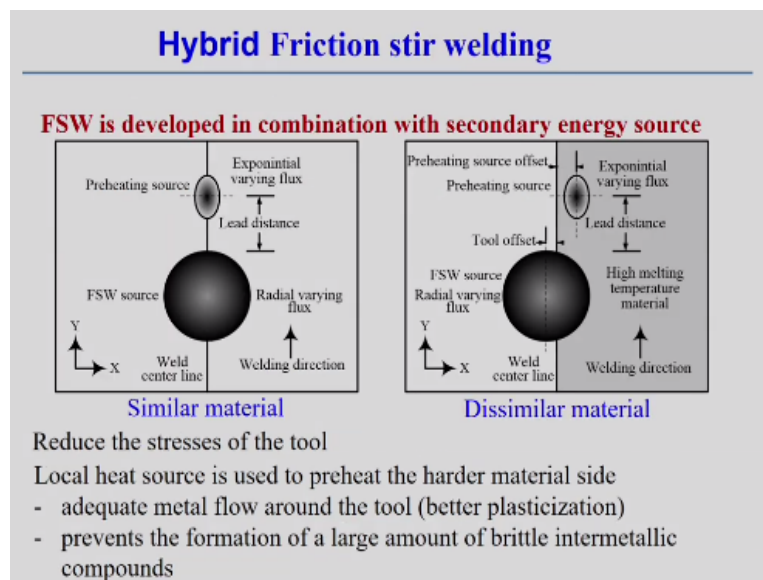 Hybrid Friction stir welding
FSW is developed in combination with secondary energy source
Preheating source
Exponintial
varying flux
Lead distance
FSW source
Radial varying
flux
Y
X
Weld
center line
Welding direction
Similar material
Preheating source offset
Preheating source
Exponintial
varying flux
Lead distance
Tool offset
FSW source
Radial varying
flux
High melting
temperature
material
Y
X
Weld
center line
Welding direction
Dissimilar material
Reduce the stresses of the tool
Local heat source is used to preheat the harder material side
- adequate metal flow around the tool (better plasticization)
- prevents the formation of a large amount of brittle intermetallic
compounds